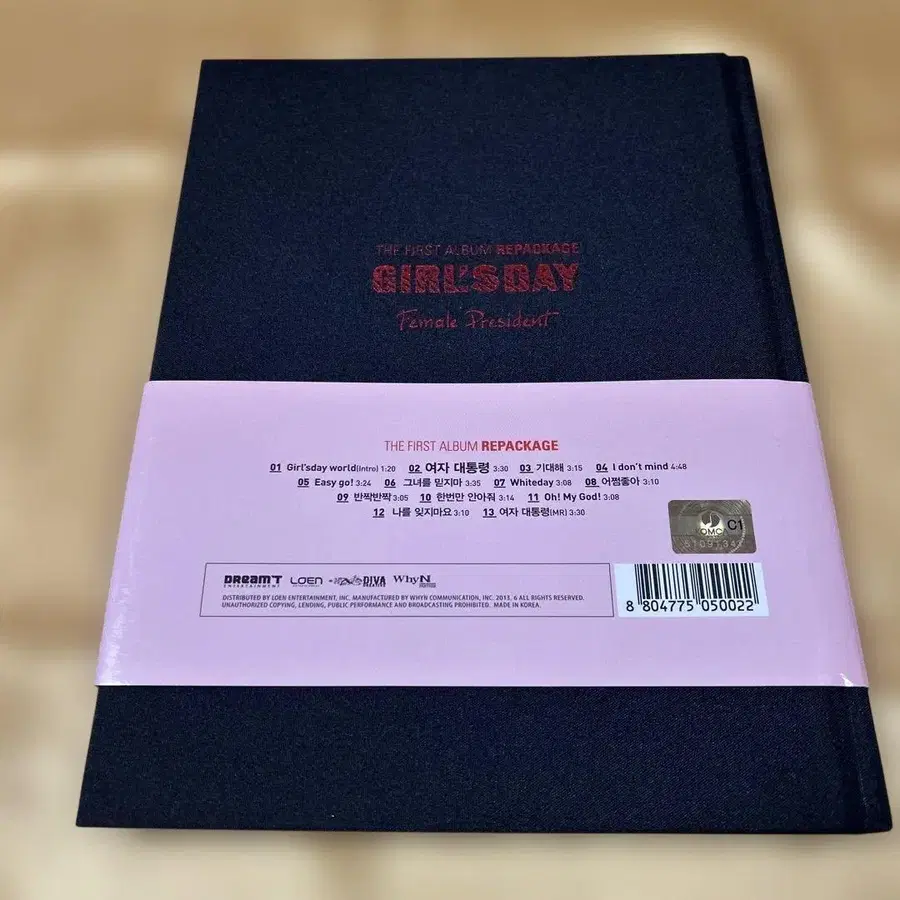 THE FIRST ALBUM REPACKAGE
GIRL'S DAY
Female President
THE FIRST ALBUM REPACKAGE
01 Girl'sday world(intro) 1:20 02 여자 대통령 3:30 03 기대해 3:15 04 I don't mind 4:48
05 Easy go! 3:24 06 그녀를 믿지마 3:35 07 Whiteday 3:08 08 어쩜좋아 3:10
09 반짝반짝 3:05 10 한번만 안아줘 3:14 11 Oh! My God! 3:08
12 나를 잊지마요 3:10 13 여자 대통령(MR) 3:30
C1
DREAMT ENTERTAINMENT LOEN DIVA WhyN
DISTRIBUTED BY LOEN ENTERTAINMENT, INC. MANUFACTURED BY WHYN COMMUNICATION, INC. 2013, 6 ALL RIGHTS RESERVED.
UNAUTHORIZED COPYING, LENDING, PUBLIC PERFORMANCE AND BROADCASTING PROHIBITED. MADE IN KOREA.
8 804775 050022